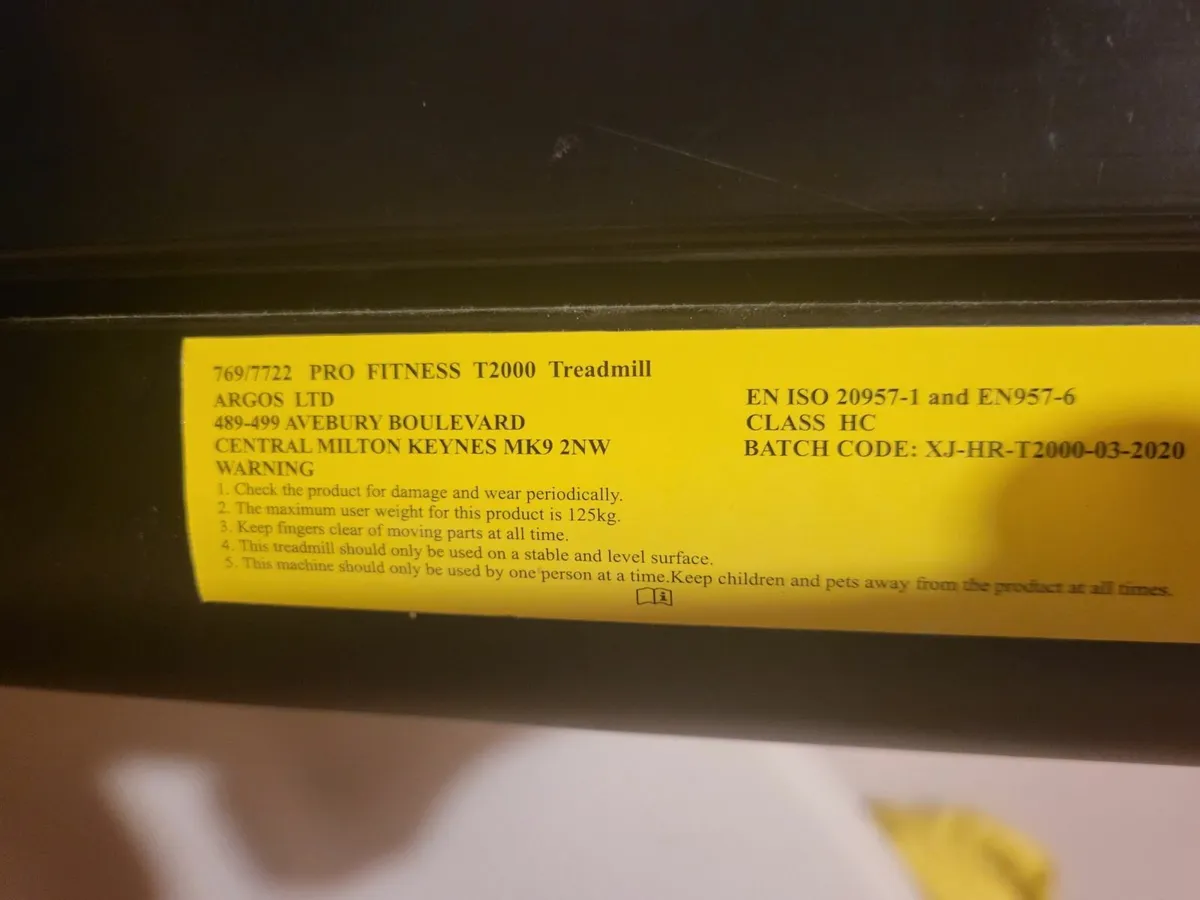 769/7722 PRO FITNESS T2000 Treadmill
ARGOS LTD
489-499 AVEBURY BOULEVARD
CENTRAL MILTON KEYNES MK9 2NW
EN ISO 20957-1 and EN957-6
CLASS HC
BATCH CODE: XJ-HR-T2000-03-2020
WARNING
1. Check the product for damage and wear periodically.
2. The maximum user weight for this product is 125kg.
3. Keep fingers clear of moving parts at all time.
4. This treadmill should only be used on a stable and level surface.
5. This machine should only be used by one person at a time.Keep children and pets away from the product at all times.